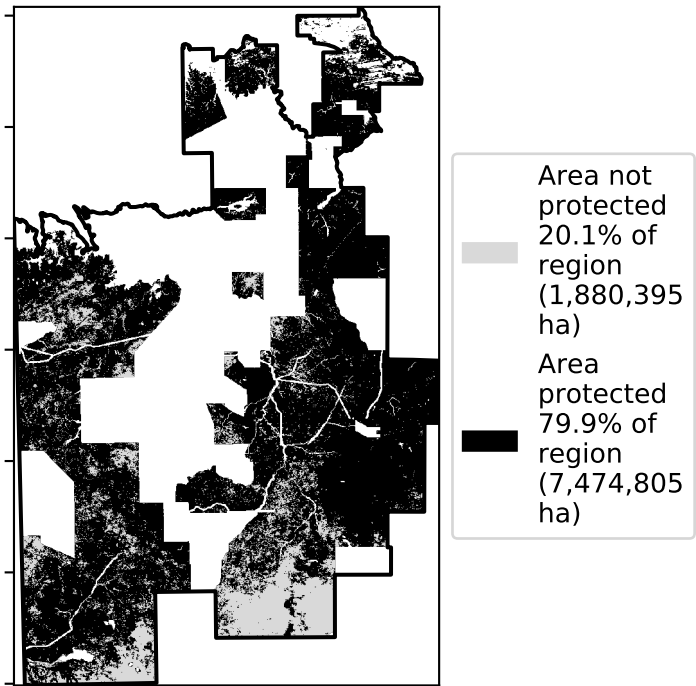 Area not
protected
20.1% of
region
(1,880,395
ha)
Area
protected
79.9% of
region
(7,474,805
ha)